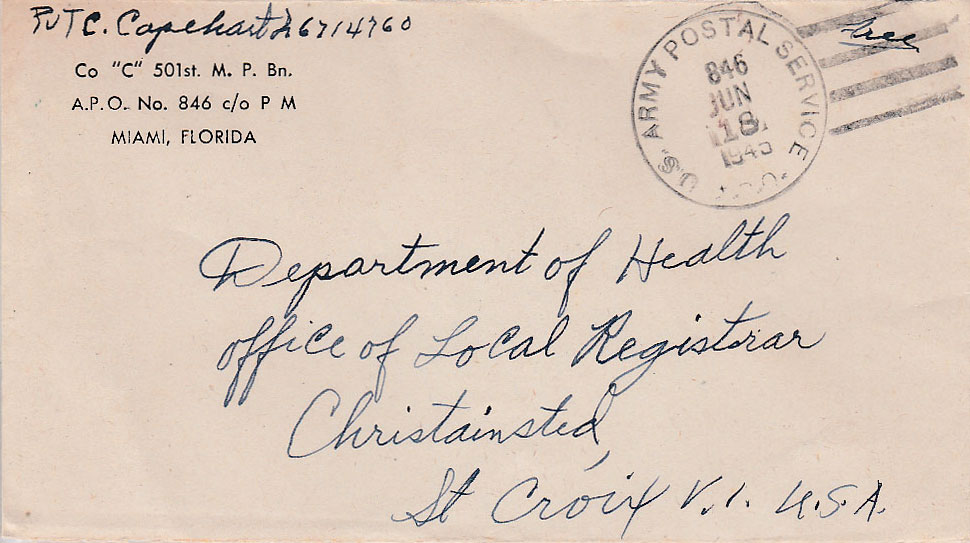 Pvt C. Capehart 26714760
Co "C" 501st. M. P. Bn.
A.P.O. No. 846 c/o P M
MIAMI, FLORIDA
U.S. ARMY POSTAL SERVICE
846
JUN
18
Free
Department of Health
office of Local Registrar
Christainsted,
St Croix V.I. U.S.A.